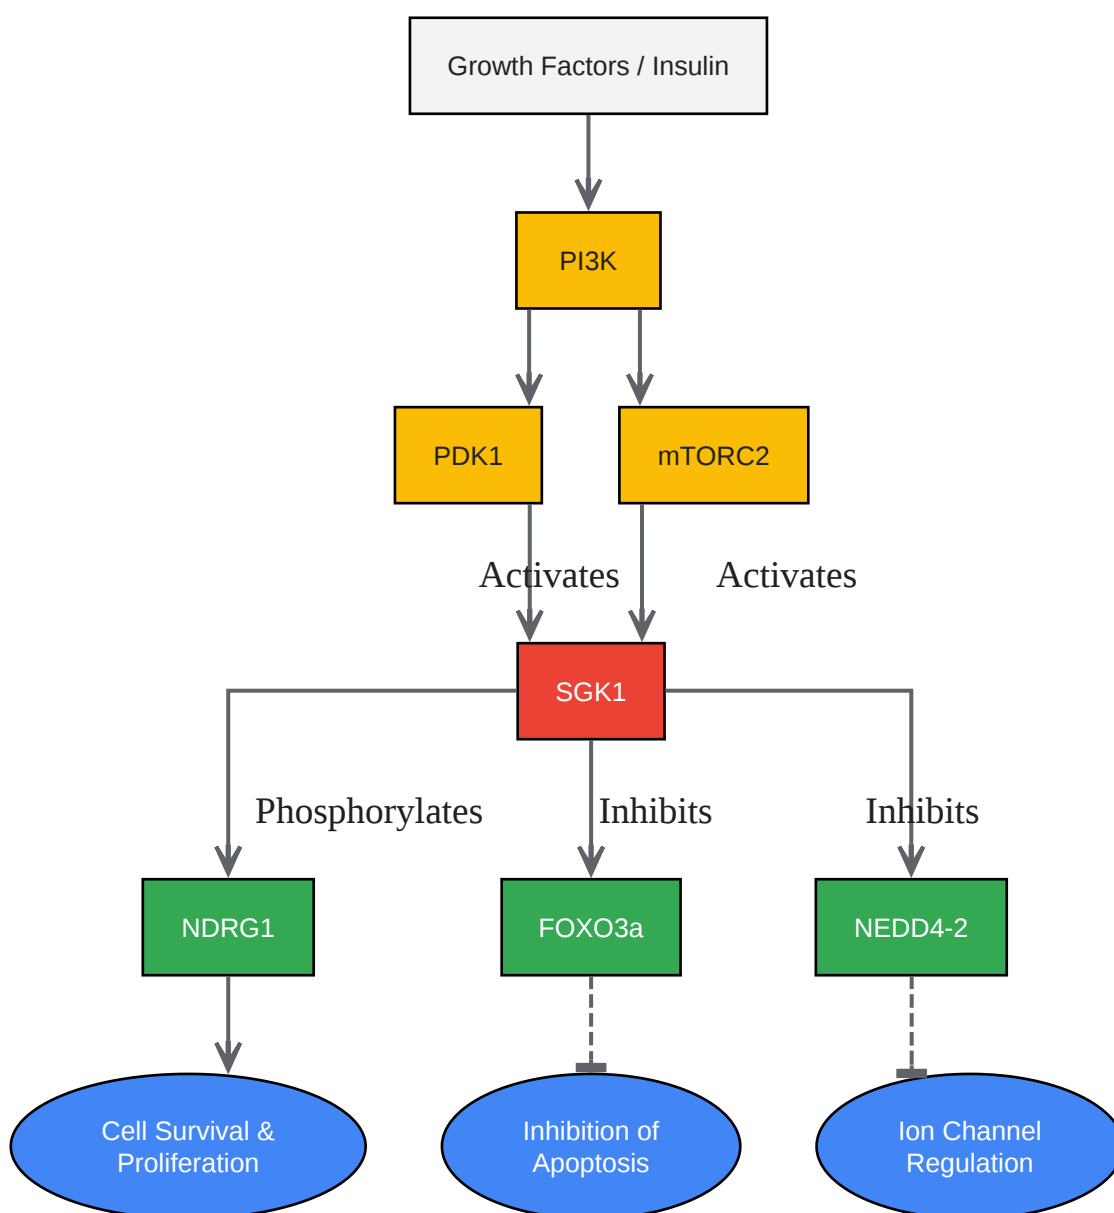 Growth Factors / Insulin
PI3K
PDK1
mTORC2
Activates
Activates
SGK1
Phosphorylates
Inhibits
Inhibits
NDRG1
FOXO3a
NEDD4-2
Cell Survival &
Proliferation
Inhibition of
Apoptosis
Ion Channel
Regulation